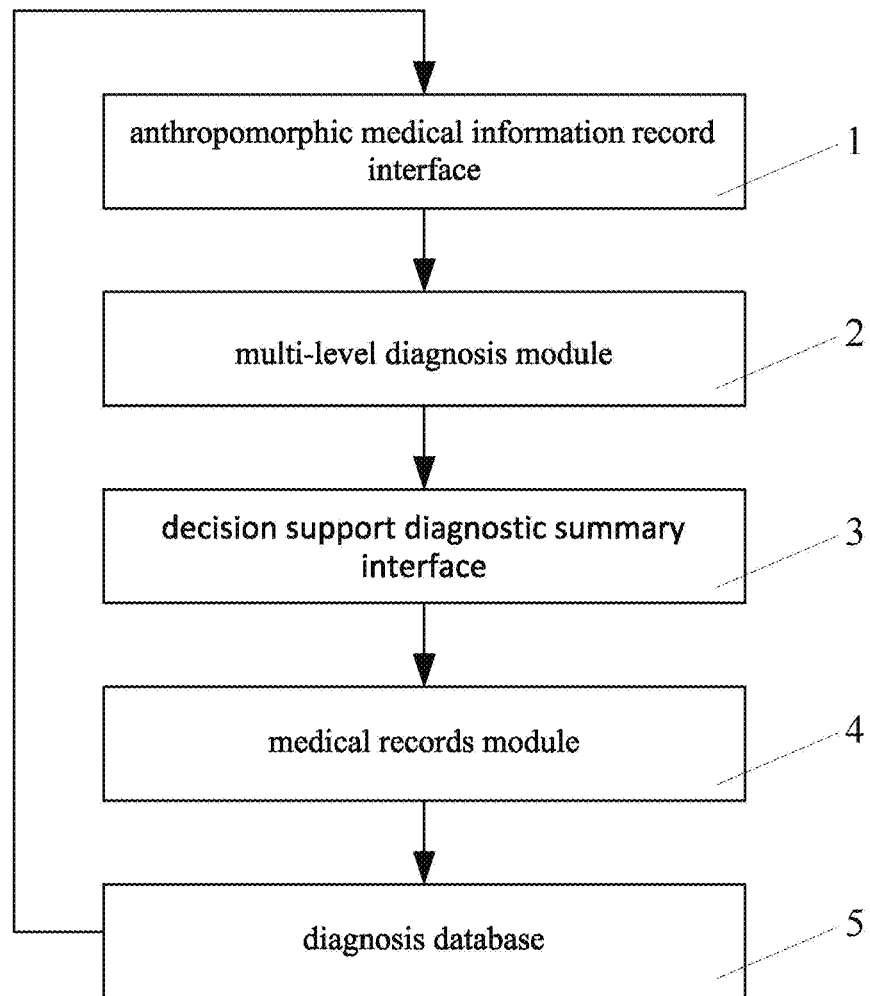 anthropomorphic medical information record
interface
1
multi-level diagnosis module
2
decision support diagnostic summary
interface
3
medical records module
4
diagnosis database
5